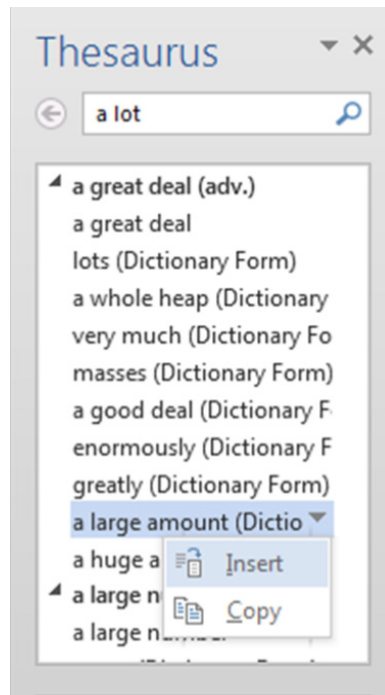 Thesaurus
a lot
a great deal (adv.)
a great deal
lots (Dictionary Form)
a whole heap (Dictionary
very much (Dictionary Fo
masses (Dictionary Form)
a good deal (Dictionary F
enormously (Dictionary F
greatly (Dictionary Form)
a large amount (Dictio
a huge a
Insert
a large n
Copy
a large number